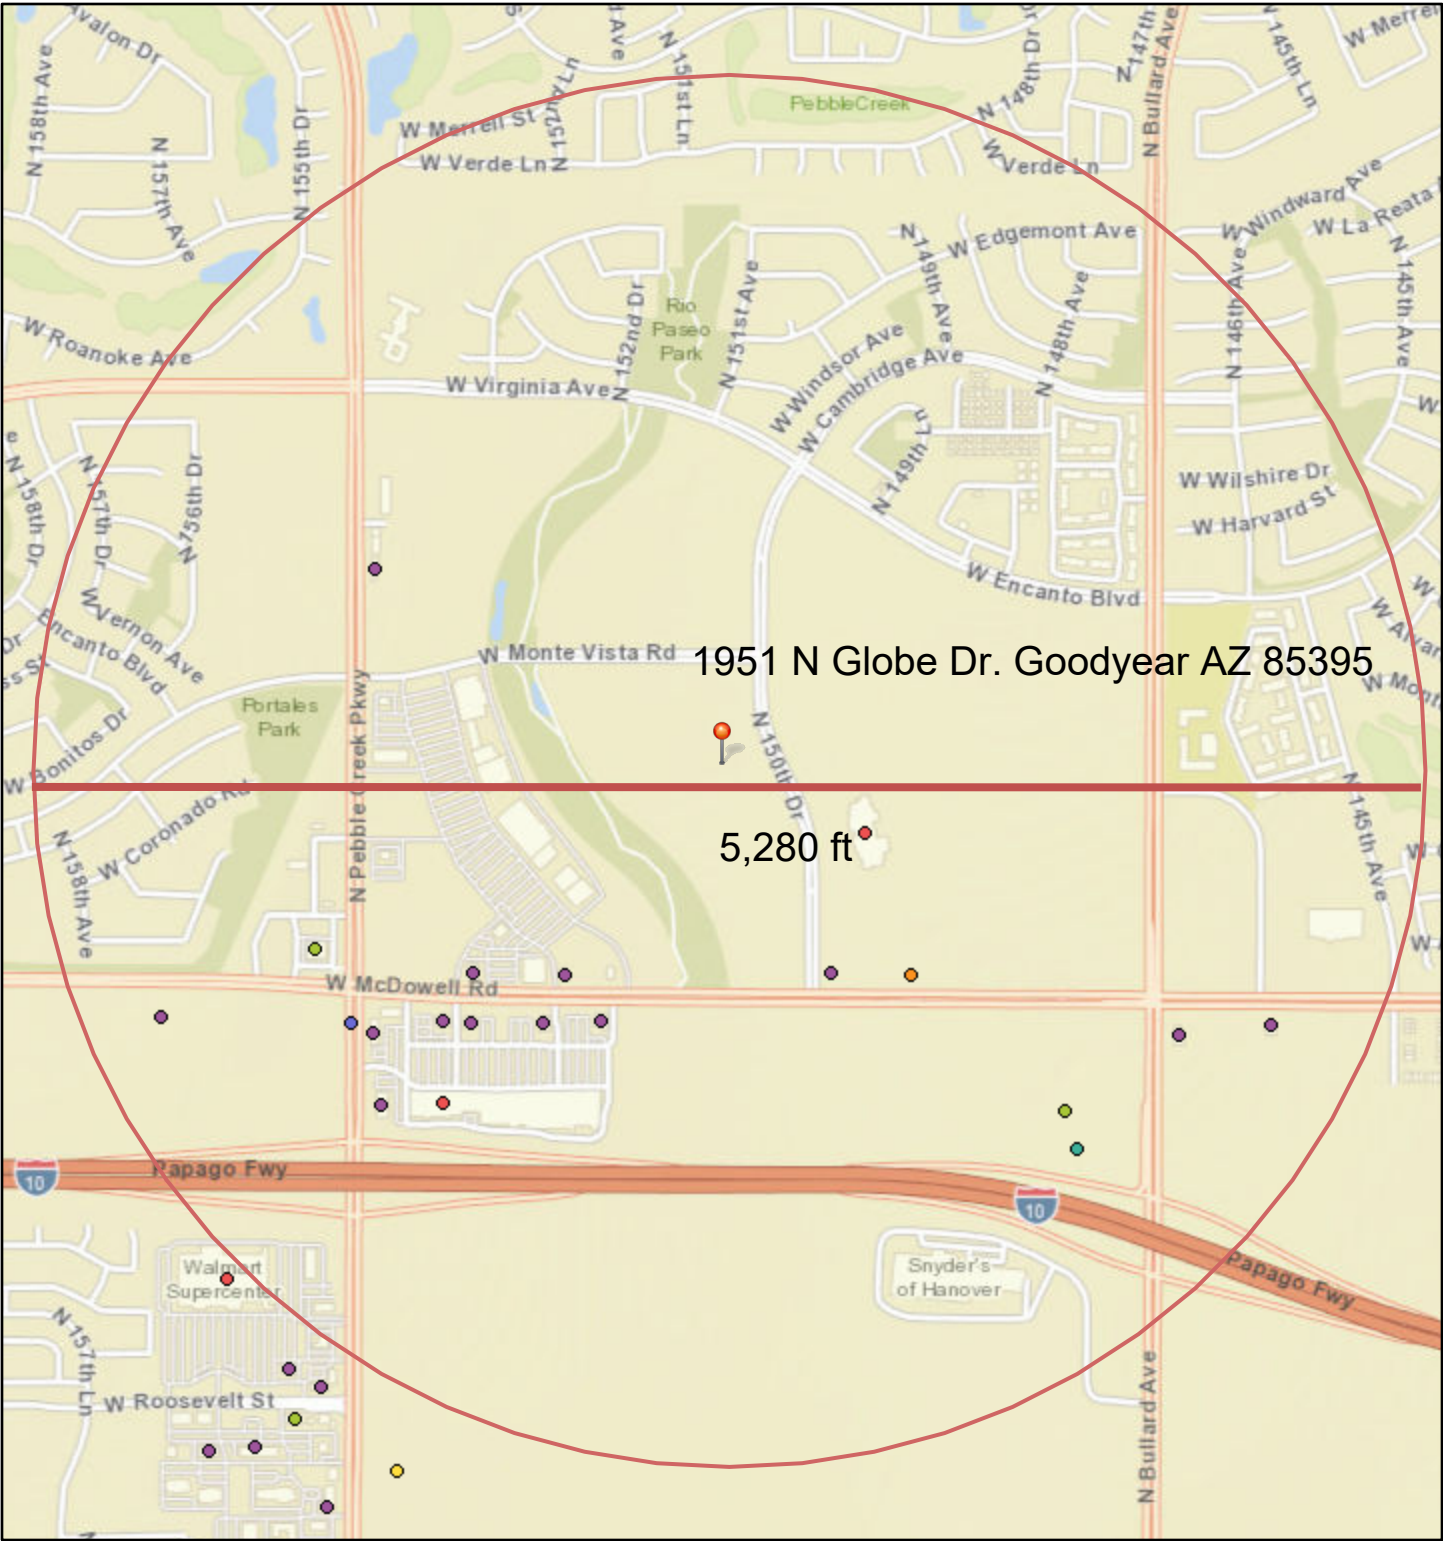 Avalon Dr
N 158th Ave
N 157th Ave
N 155th Dr
W Merrell St
N 152nd Ln
W Verde Ln
N 151st Ln
PebbleCreek
N 148th Dr
W Verde Ln
N 147th
N Bullard Ave
N 145th Ln
W Merrel
W Windward Ave
W La Reata
N 145th Ave
N 146th Ave
W Edgemont Ave
N 149th Ave
N 148th Ave
Rio
Paseo
Park
N 151st Ave
N 152nd Dr
W Windsor Ave
W Cambridge Ave
W Roanoke Ave
W Virginia Ave
N 149th Ln
W Wilshire Dr
W Harvard St
N 158th Dr
N 157th Dr
N 156th Dr
W Vernon Ave
Encanto Blvd
W Encanto Blvd
W Monte Vista Rd
1951 N Globe Dr. Goodyear AZ 85395
W Alvar
W Mont
Portales
Park
W Bonitos Dr
N Pebble Creek Pkwy
N 150th Dr
W Coronado Rd
5,280 ft
N 158th Ave
N 145th Ave
W McDowell Rd
Papago Fwy
10
10
Papago Fwy
Walmart
Supercenter
Snyder's
of Hanover
N 157th Ln
W Roosevelt St
N Bullard Ave